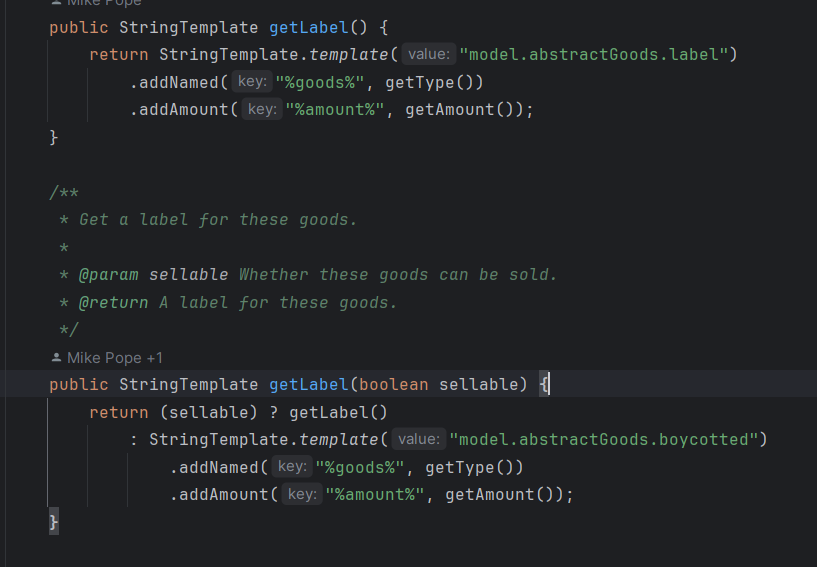 Mike Pope
public StringTemplate getLabel() {
    return StringTemplate.template( value: "model.abstractGoods.label")
        .addNamed( key: "%goods%", getType())
        .addAmount( key: "%amount%", getAmount());
}
/**
 * Get a label for these goods.
 *
 * @param sellable Whether these goods can be sold.
 * @return A label for these goods.
 */
Mike Pope +1
public StringTemplate getLabel(boolean sellable) {
    return (sellable) ? getLabel()
        : StringTemplate.template( value: "model.abstractGoods.boycotted")
            .addNamed( key: "%goods%", getType())
            .addAmount( key: "%amount%", getAmount());
}